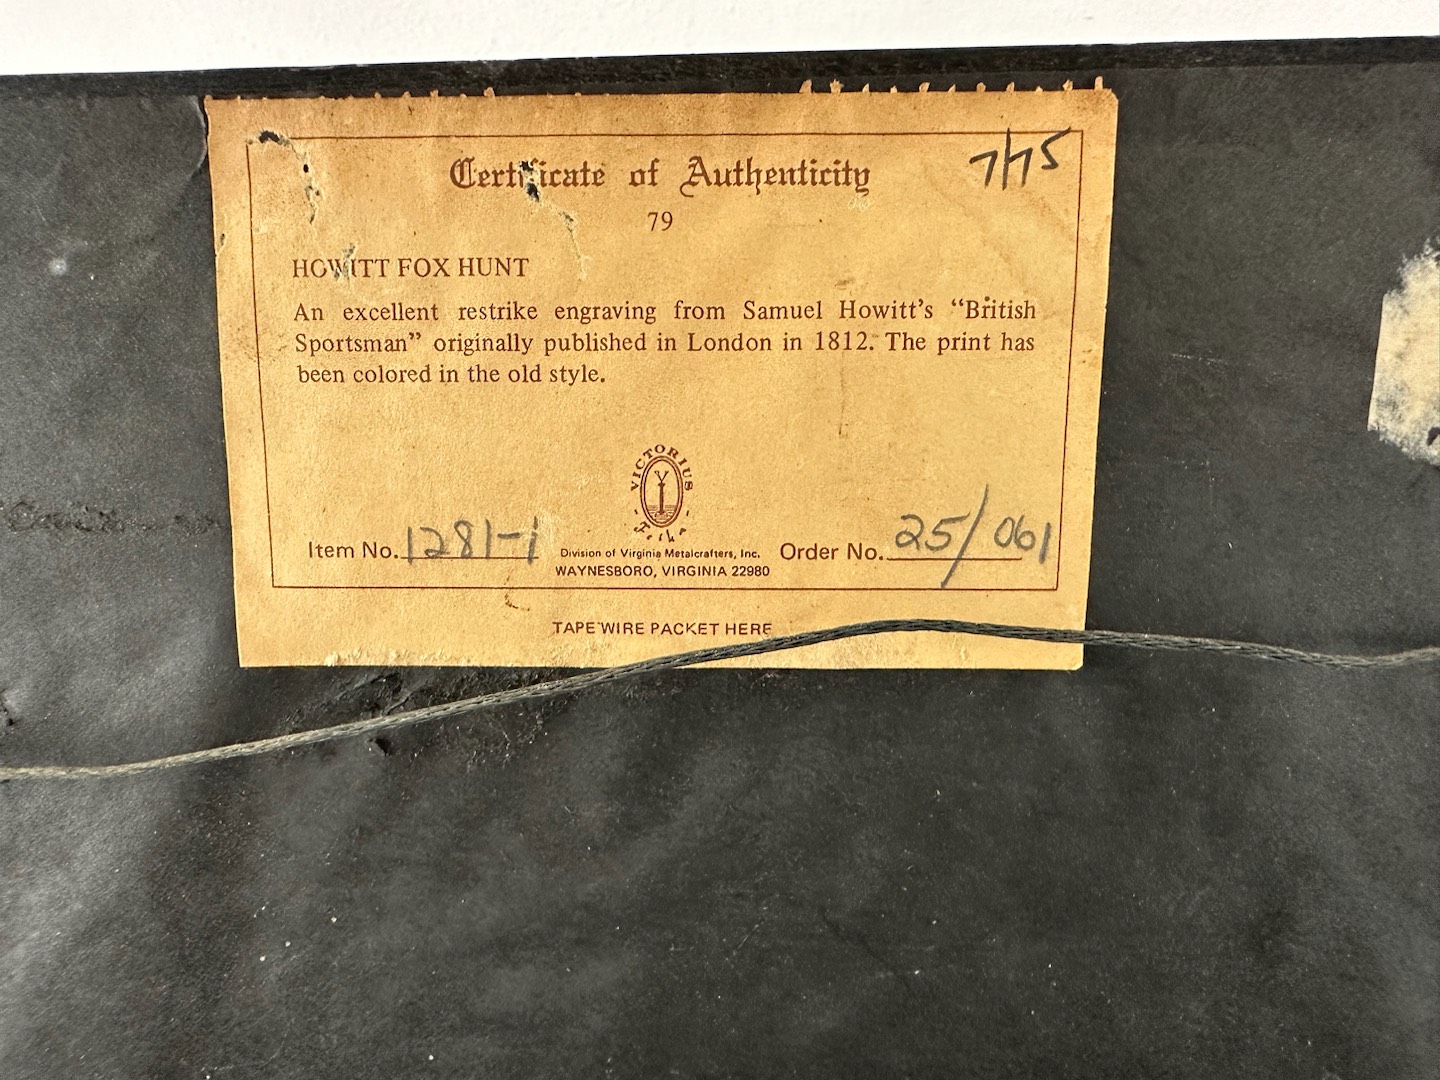 Certificate of Authenticity
7/75
79
HOWITT FOX HUNT
An excellent restrike engraving from Samuel Howitt's “British
Sportsman” originally published in London in 1812. The print has
been colored in the old style.
VICTORIUS
Item No. 1281-1
Division of Virginia Metalcrafters, Inc.
WAYNESBORO, VIRGINIA 22980
Order No. 25/061
TAPE WIRE PACKET HERE